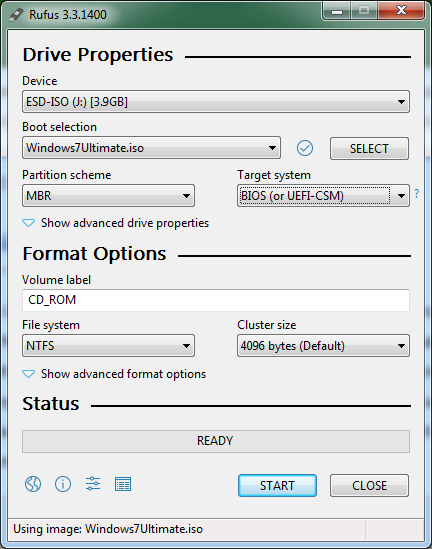 Rufus 3.3.1400
Drive Properties
Device
ESD-ISO (J:) [3.9GB]
Boot selection
Windows7Ultimate.iso
SELECT
Partition scheme
Target system
MBR
BIOS (or UEFI-CSM)
?
Show advanced drive properties
Format Options
Volume label
CD_ROM
File system
Cluster size
NTFS
4096 bytes (Default)
Show advanced format options
Status
READY
START
CLOSE
Using image: Windows7Ultimate.iso